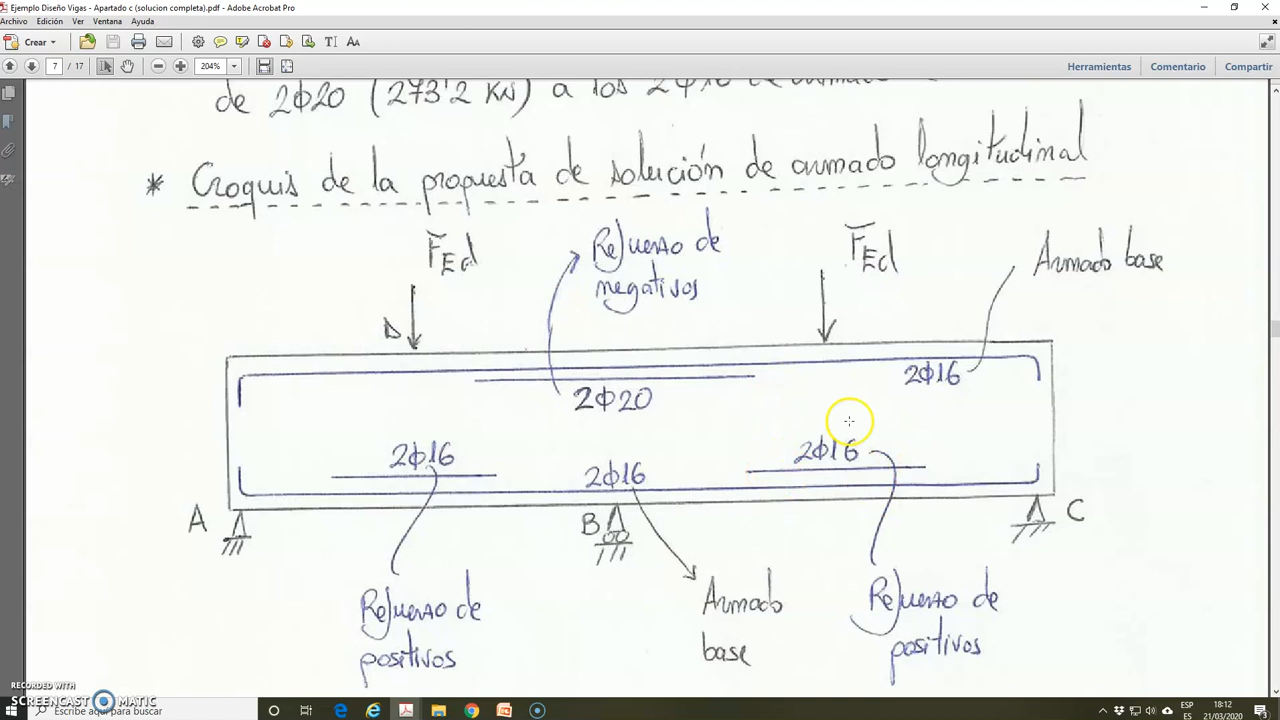 Ejemplo Diseño Vigas - Apartado c (solucion completa).pdf - Adobe Acrobat Pro
Archivo Edición Ver Ventana Ayuda
Crear
7 / 17 204% Herramientas Comentario Compartir
de 2Φ20 (273'2 KN) a los 2Φ16 de armado
* Croquis de la propuesta de solución de armado longitudinal
FEd
Refuerzo de
negativos
FEd
Armado base
D
2Φ16
2Φ20
2Φ16
2Φ16
2Φ16
A
B
C
Refuerzo de
positivos
Armado
base
Refuerzo de
positivos
RECORDED WITH
SCREENCAST MATIC
Escribe aquí para buscar
ESP
ES
18:12
21/03/2020